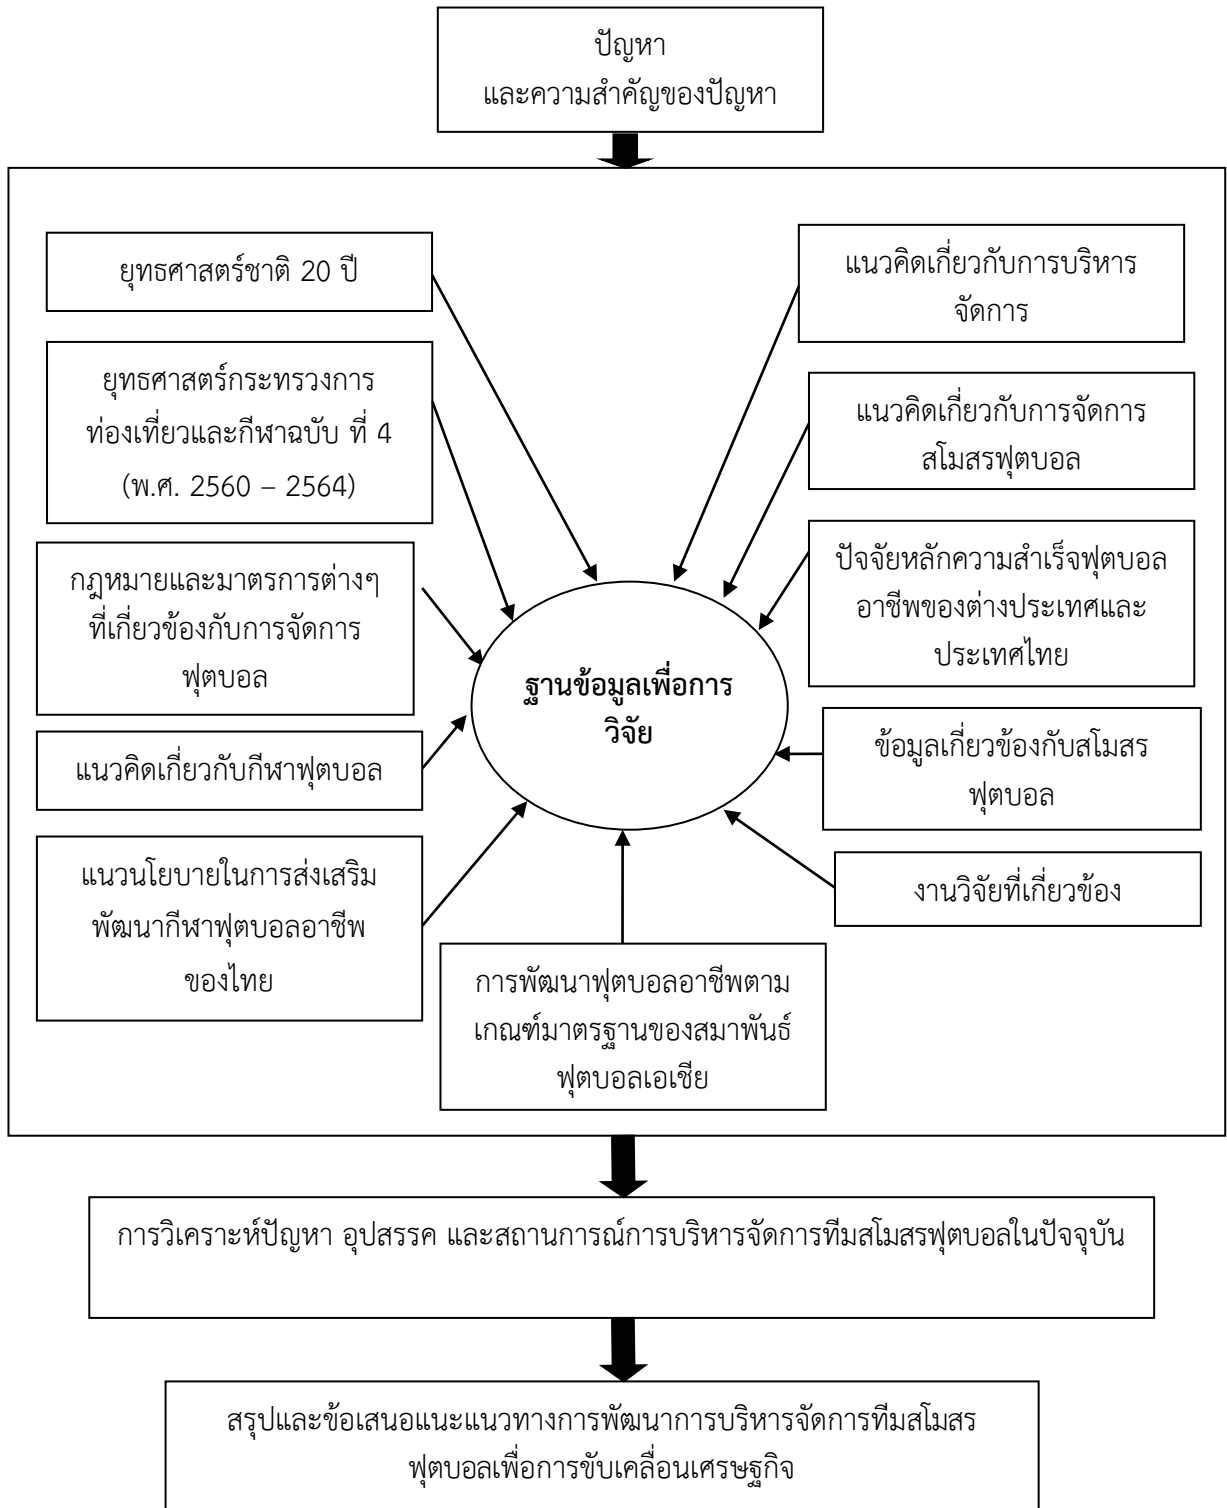 ปัญหา
และความสำคัญของปัญหา
ยุทธศาสตร์ชาติ 20 ปี
ยุทธศาสตร์กระทรวงการ
ท่องเที่ยวและกีฬาฉบับ ที่ 4
(พ.ศ. 2560 – 2564)
กฎหมายและมาตรการต่างๆ
ที่เกี่ยวข้องกับการจัดการ
ฟุตบอล
แนวคิดเกี่ยวกับกีฬาฟุตบอล
แนวนโยบายในการส่งเสริม
พัฒนากีฬาฟุตบอลอาชีพ
ของไทย
ฐานข้อมูลเพื่อการ
วิจัย
การพัฒนาฟุตบอลอาชีพตาม
เกณฑ์มาตรฐานของสมาพันธ์
ฟุตบอลเอเชีย
แนวคิดเกี่ยวกับการบริหาร
จัดการ
แนวคิดเกี่ยวกับการจัดการ
สโมสรฟุตบอล
ปัจจัยหลักความสำเร็จฟุตบอล
อาชีพของต่างประเทศและ
ประเทศไทย
ข้อมูลเกี่ยวข้องกับสโมสร
ฟุตบอล
งานวิจัยที่เกี่ยวข้อง
การวิเคราะห์ปัญหา อุปสรรค และสถานการณ์การบริหารจัดการทีมสโมสรฟุตบอลในปัจจุบัน
สรุปและข้อเสนอแนะแนวทางการพัฒนาการบริหารจัดการทีมสโมสร
ฟุตบอลเพื่อการขับเคลื่อนเศรษฐกิจ